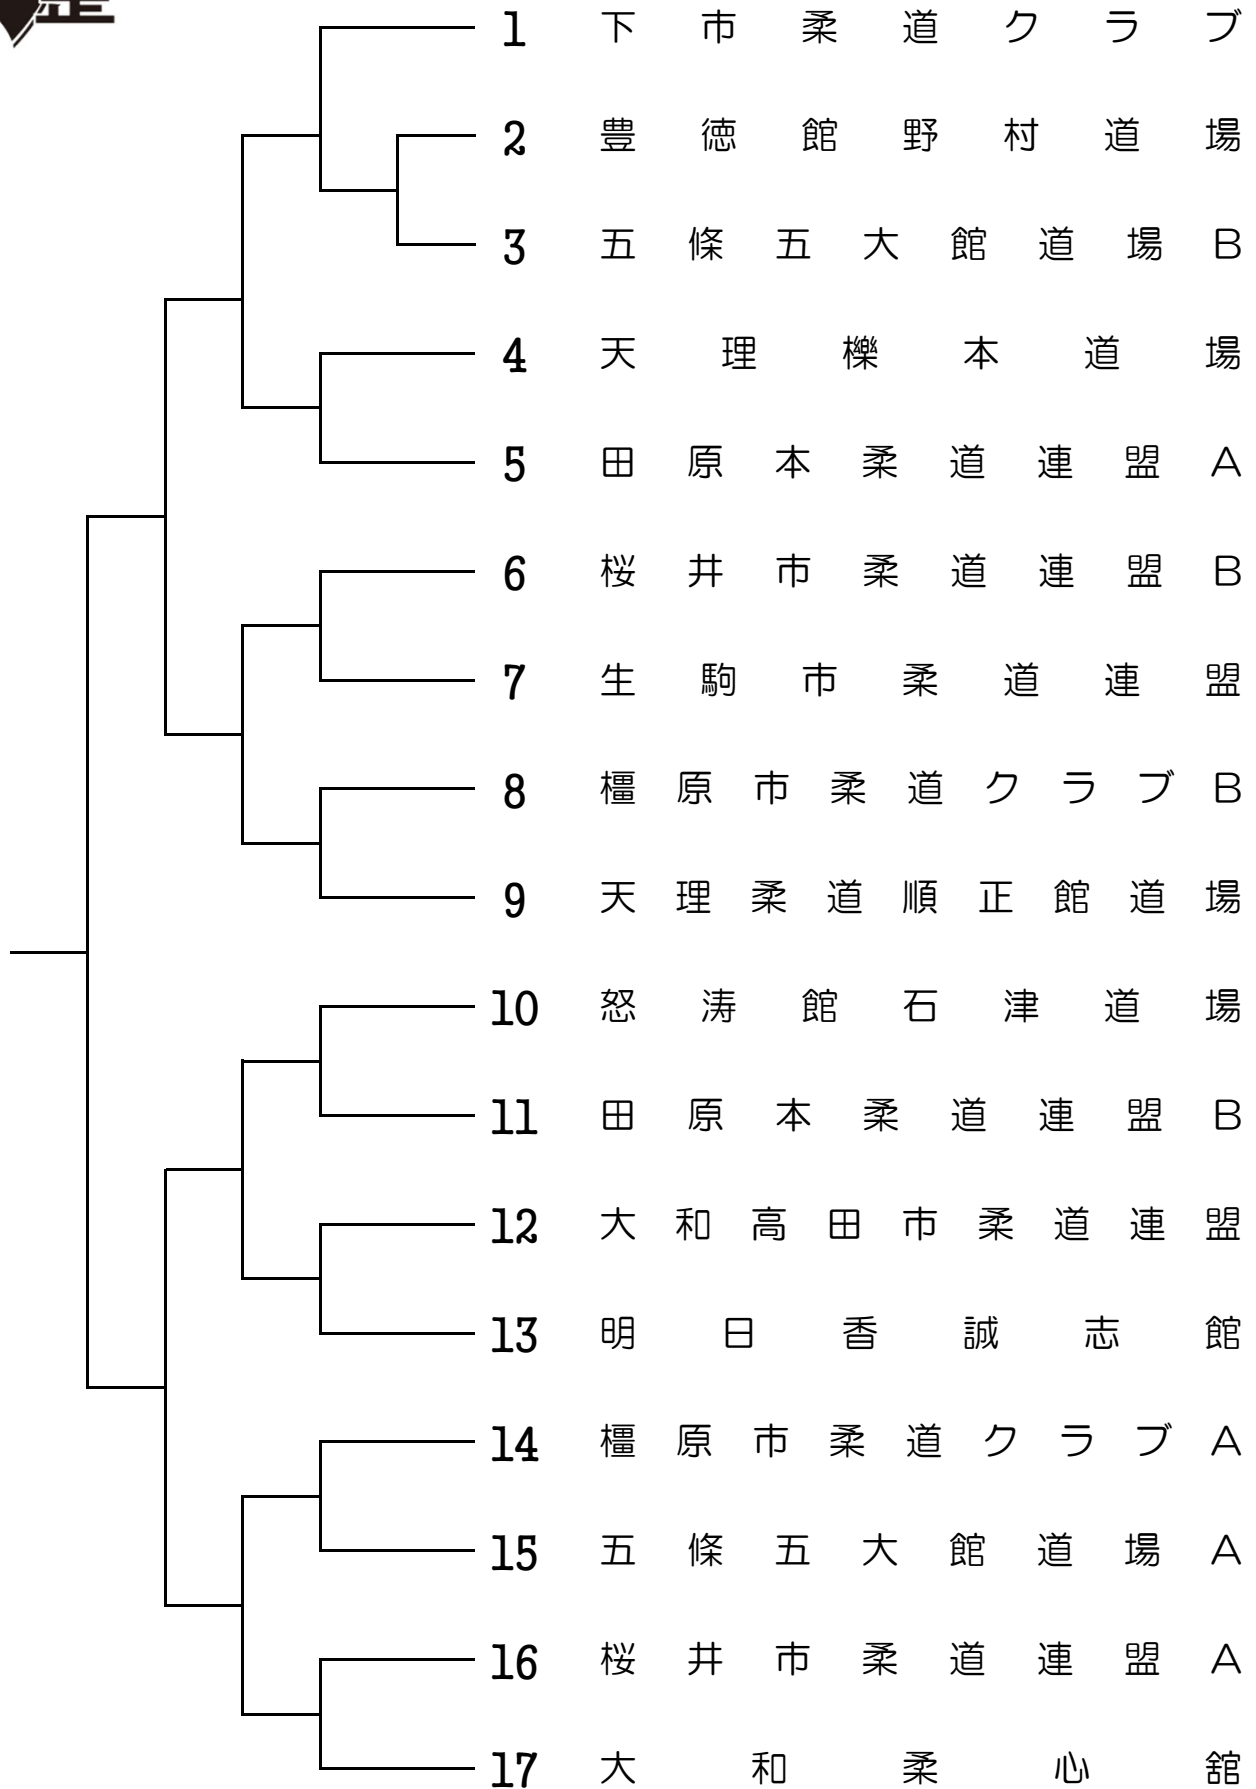 1 下市柔道クラブ
2 豊徳館野村道場
3 五條五大館道場B
4 天理櫟本道場
5 田原本柔道連盟A
6 桜井市柔道連盟B
7 生駒市柔道連盟
8 橿原市柔道クラブB
9 天理柔道順正館道場
10 怒涛館石津道場
11 田原本柔道連盟B
12 大和高田市柔道連盟
13 明日香誠志館
14 橿原市柔道クラブA
15 五條五大館道場A
16 桜井市柔道連盟A
17 大和柔心舘